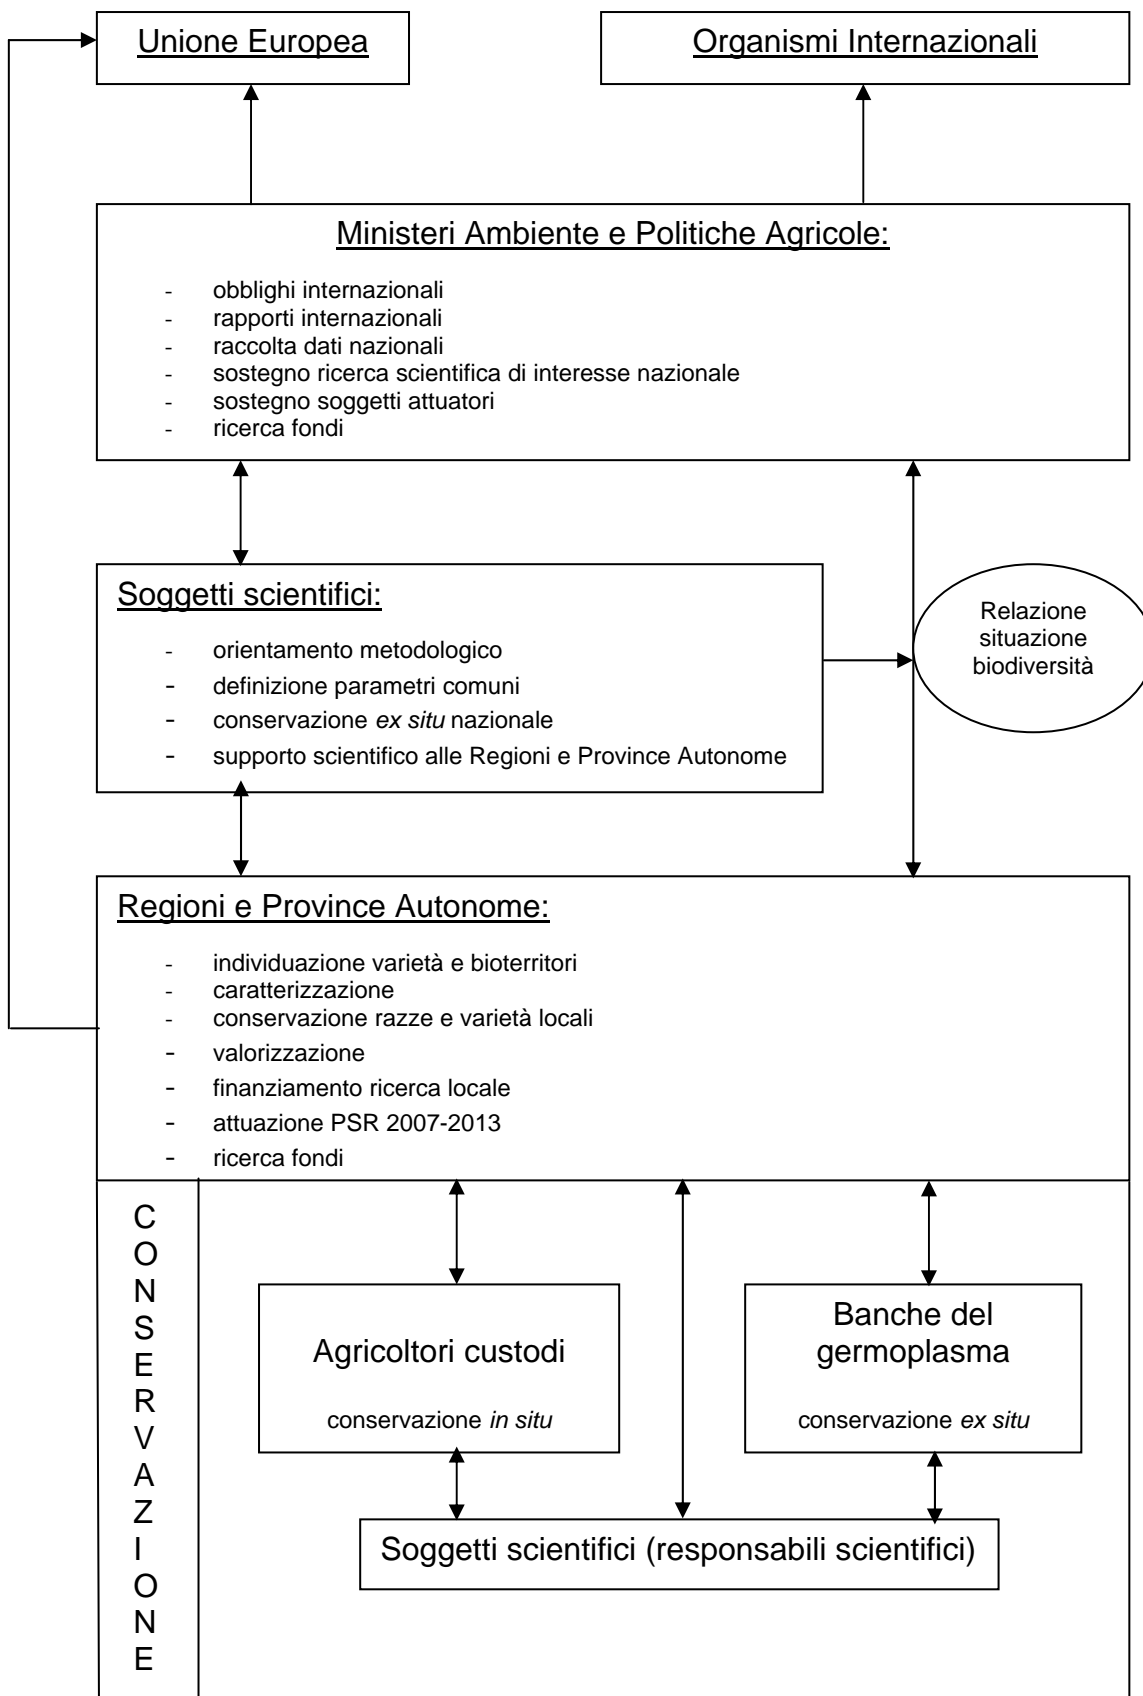 Unione Europea
Organismi Internazionali
Ministeri Ambiente e Politiche Agricole:
- obblighi internazionali
- rapporti internazionali
- raccolta dati nazionali
- sostegno ricerca scientifica di interesse nazionale
- sostegno soggetti attuatori
- ricerca fondi
Soggetti scientifici:
- orientamento metodologico
- definizione parametri comuni
- conservazione ex situ nazionale
- supporto scientifico alle Regioni e Province Autonome
Relazione
situazione
biodiversità
Regioni e Province Autonome:
- individuazione varietà e bioterritori
- caratterizzazione
- conservazione razze e varietà locali
- valorizzazione
- finanziamento ricerca locale
- attuazione PSR 2007-2013
- ricerca fondi
C
O
N
S
E
R
V
A
Z
I
O
N
E
Agricoltori custodi
conservazione in situ
Banche del
germoplasma
conservazione ex situ
Soggetti scientifici (responsabili scientifici)